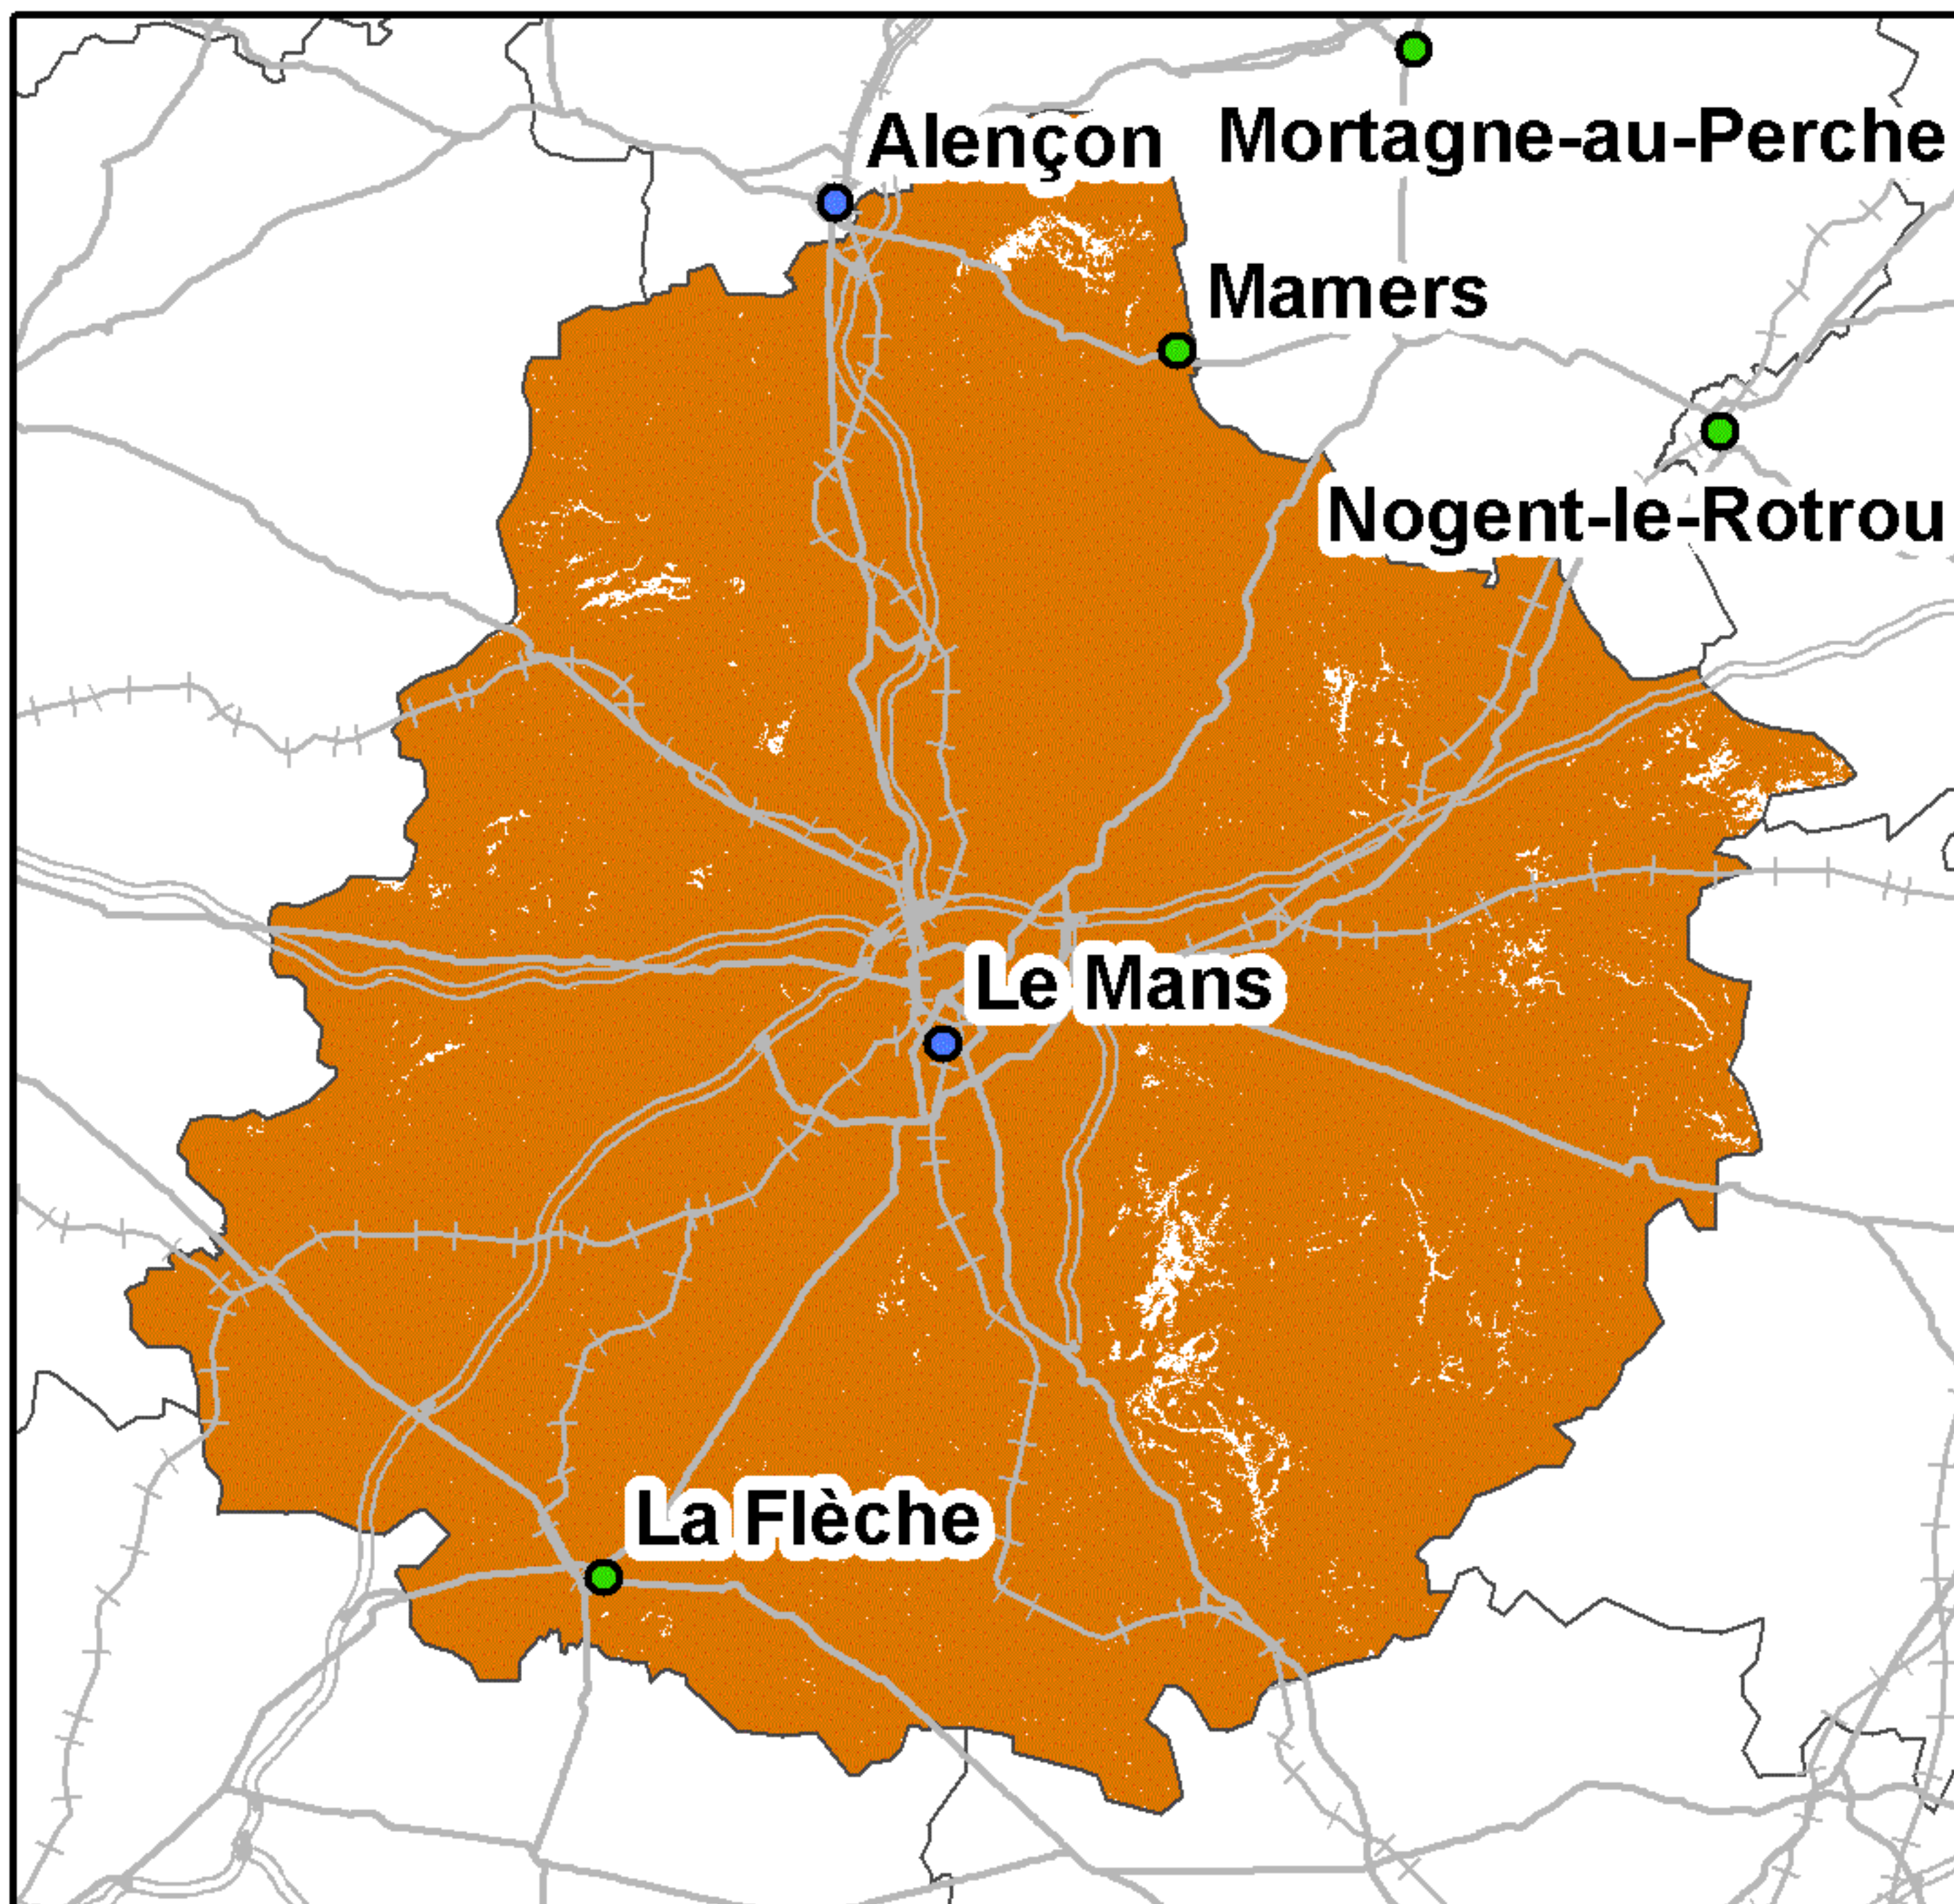 Alençon
Mortagne-au-Perche
Mamers
Nogent-le-Rotrou
Le Mans
La Flèche